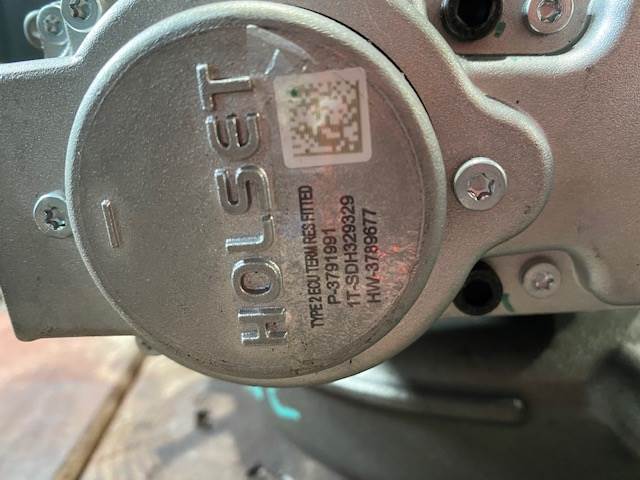 HOLSET
TYPE 2 ECU TERM RES FITTED
P-3791991
1T-SDH329329
HW-3789677